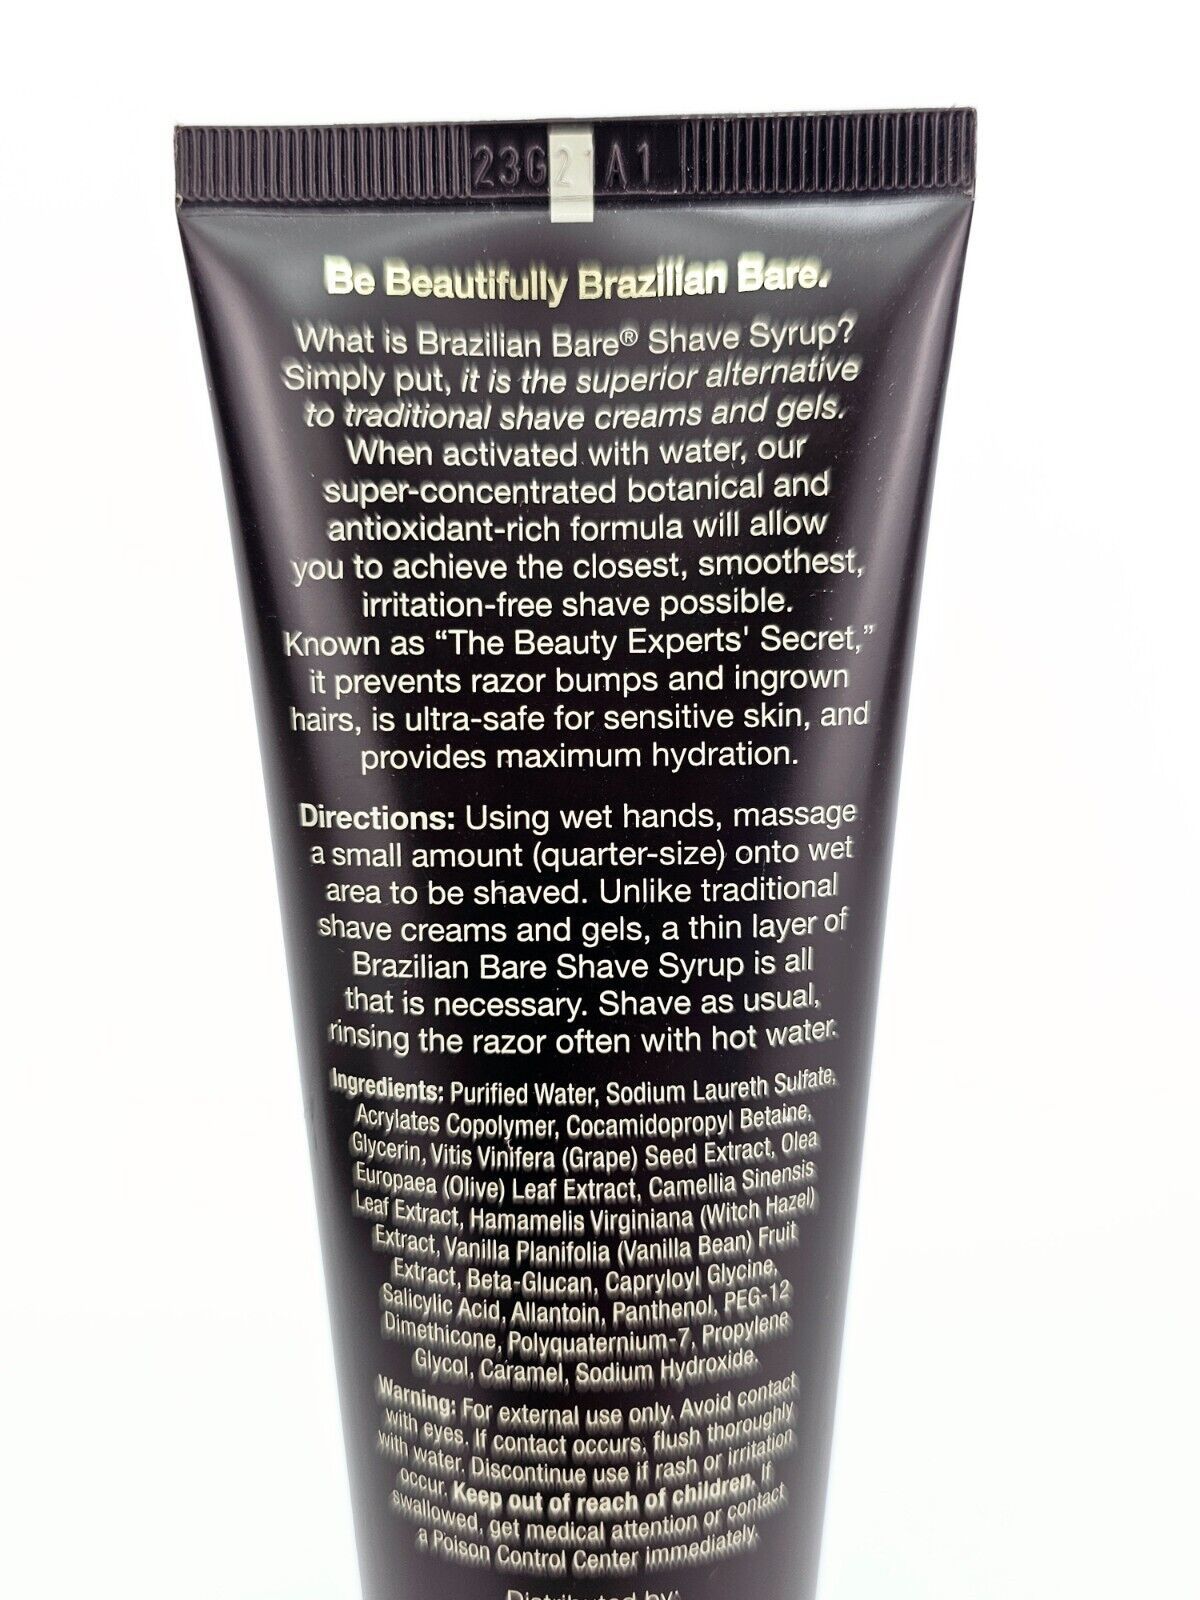 23G21A1
Be Beautifully Brazilian Bare.
What is Brazilian Bare® Shave Syrup?
Simply put, it is the superior alternative
to traditional shave creams and gels.
When activated with water, our
super-concentrated botanical and
antioxidant-rich formula will allow
you to achieve the closest, smoothest,
irritation-free shave possible.
Known as “The Beauty Experts' Secret,”
it prevents razor bumps and ingrown
hairs, is ultra-safe for sensitive skin, and
provides maximum hydration.
Directions: Using wet hands, massage
a small amount (quarter-size) onto wet
area to be shaved. Unlike traditional
shave creams and gels, a thin layer of
Brazilian Bare Shave Syrup is all
that is necessary. Shave as usual,
rinsing the razor often with hot water.
Ingredients: Purified Water, Sodium Laureth Sulfate,
Acrylates Copolymer, Cocamidopropyl Betaine,
Glycerin, Vitis Vinifera (Grape) Seed Extract, Olea
Europaea (Olive) Leaf Extract, Camellia Sinensis
Leaf Extract, Hamamelis Virginiana (Witch Hazel)
Extract, Vanilla Planifolia (Vanilla Bean) Fruit
Extract, Beta-Glucan, Capryloyl Glycine,
Salicylic Acid, Allantoin, Panthenol, PEG-12
Dimethicone, Polyquaternium-7, Propylene
Glycol, Caramel, Sodium Hydroxide.
Warning: For external use only. Avoid contact
with eyes. If contact occurs, flush thoroughly
with water. Discontinue use if rash or irritation
occur. Keep out of reach of children. If
swallowed, get medical attention or contact
a Poison Control Center immediately.
Distributed by: